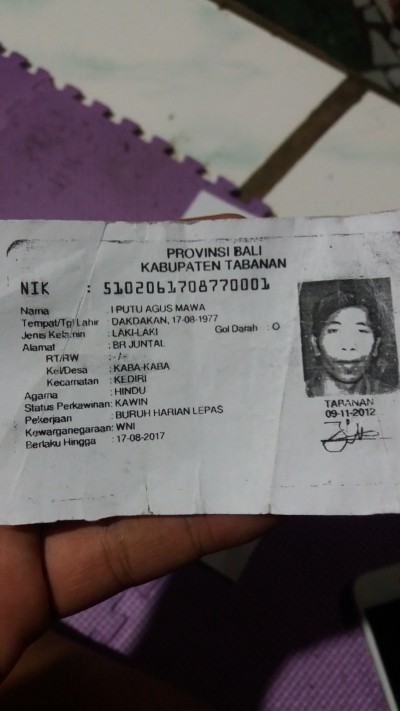 PROVINSI BALI
KABUPATEN TABANAN
NIK : 5102061708770001
Nama : I PUTU AGUS MAWA
Tempat/Tgl Lahir : DAKDAKAN, 17-08-1977
Jenis Kelamin : LAKI-LAKI Gol Darah : O
Alamat : BR JUNTAL
RT/RW : -/-
Kel/Desa : KABA-KABA
Kecamatan : KEDIRI
Agama : HINDU
Status Perkawinan: KAWIN
Pekerjaan : BURUH HARIAN LEPAS
Kewarganegaraan: WNI
Berlaku Hingga : 17-08-2017
TABANAN
09-11-2012